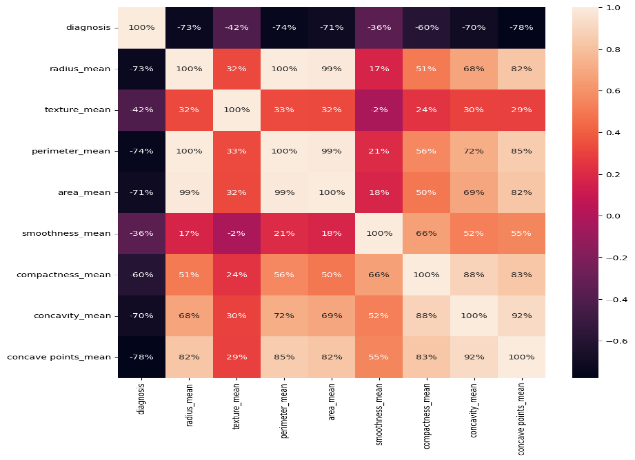 diagnosis 100% -73% -42% -74% -71% -36% -60% -70% -78%
radius_mean -73% 100% 32% 100% 99% 17% 51% 68% 82%
texture_mean -42% 32% 100% 33% 32% -2% 24% 30% 29%
perimeter_mean -74% 100% 33% 100% 99% 21% 56% 72% 85%
area_mean -71% 99% 32% 99% 100% 18% 50% 69% 82%
smoothness_mean -36% 17% -2% 21% 18% 100% 66% 52% 55%
compactness_mean -60% 51% 24% 56% 50% 66% 100% 88% 83%
concavity_mean -70% 68% 30% 72% 69% 52% 88% 100% 92%
concave points_mean -78% 82% 29% 85% 82% 55% 83% 92% 100%
diagnosis
radius_mean
texture_mean
perimeter_mean
area_mean
smoothness_mean
compactness_mean
concavity_mean
concave points_mean
1.0
0.8
0.6
0.4
0.2
0.0
−0.2
−0.4
−0.6